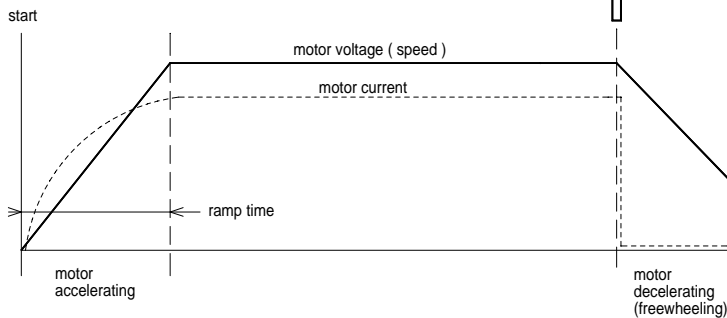 start
motor voltage ( speed )
motor current
ramp time
motor
accelerating
motor
decelerating
(freewheeling)